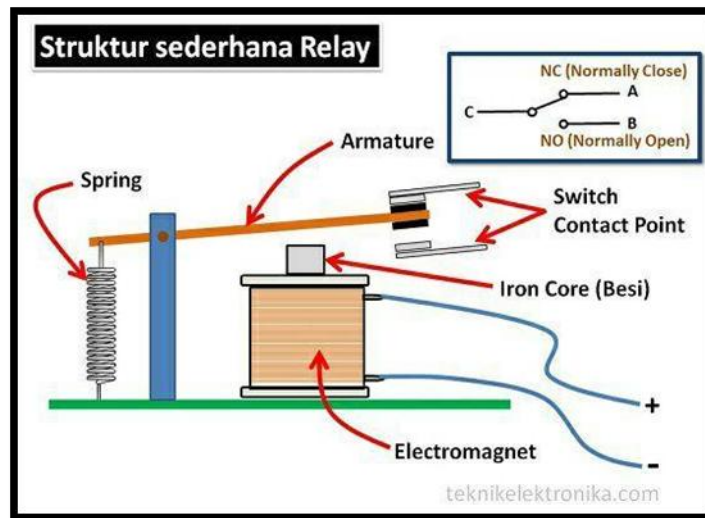 Struktur sederhana Relay
NC (Normally Close)
A
C
B
NO (Normally Open)
Armature
Spring
Switch
Contact Point
Iron Core (Besi)
+
Electromagnet
-
teknikelektronika.com